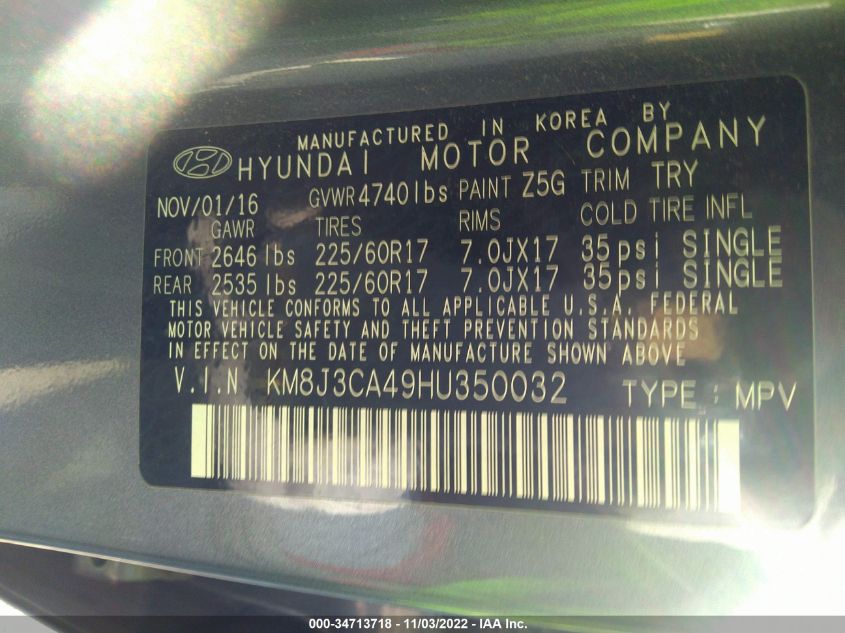 MANUFACTURED IN KOREA BY
HYUNDAI MOTOR COMPANY
NOV/01/16 GVWR 4740lbs PAINT Z5G TRIM TRY
GAWR TIRES RIMS COLD TIRE INFL
FRONT 2646 lbs 225/60R17 7.0JX17 35psi SINGLE
REAR 2535 lbs 225/60R17 7.0JX17 35psi SINGLE
THIS VEHICLE CONFORMS TO ALL APPLICABLE U.S.A. FEDERAL
MOTOR VEHICLE SAFETY AND THEFT PREVENTION STANDARDS
IN EFFECT ON THE DATE OF MANUFACTURE SHOWN ABOVE
V.I.N KM8J3CA49HU350032 TYPE : MPV
000-34713718 - 11/03/2022 - IAA Inc.